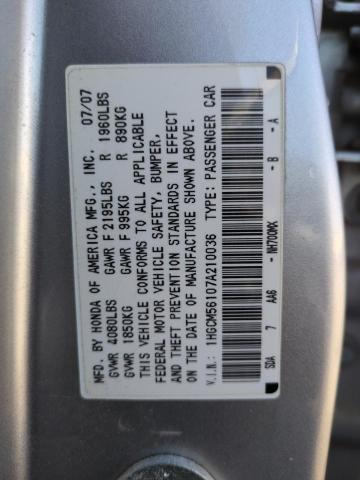 MFD. BY HONDA OF AMERICA MFG., INC. 07/07
GVWR 4080LBS GAWR F 2195LBS R 1960LBS
GVWR 1850KG GAWR F 995KG R 890KG
THIS VEHICLE CONFORMS TO ALL APPLICABLE
FEDERAL MOTOR VEHICLE SAFETY, BUMPER,
AND THEFT PREVENTION STANDARDS IN EFFECT
ON THE DATE OF MANUFACTURE SHOWN ABOVE.
V.I.N.: 1HGCM56107A210036 TYPE: PASSENGER CAR
SDA 7 AA6 - NH700MX - B - A